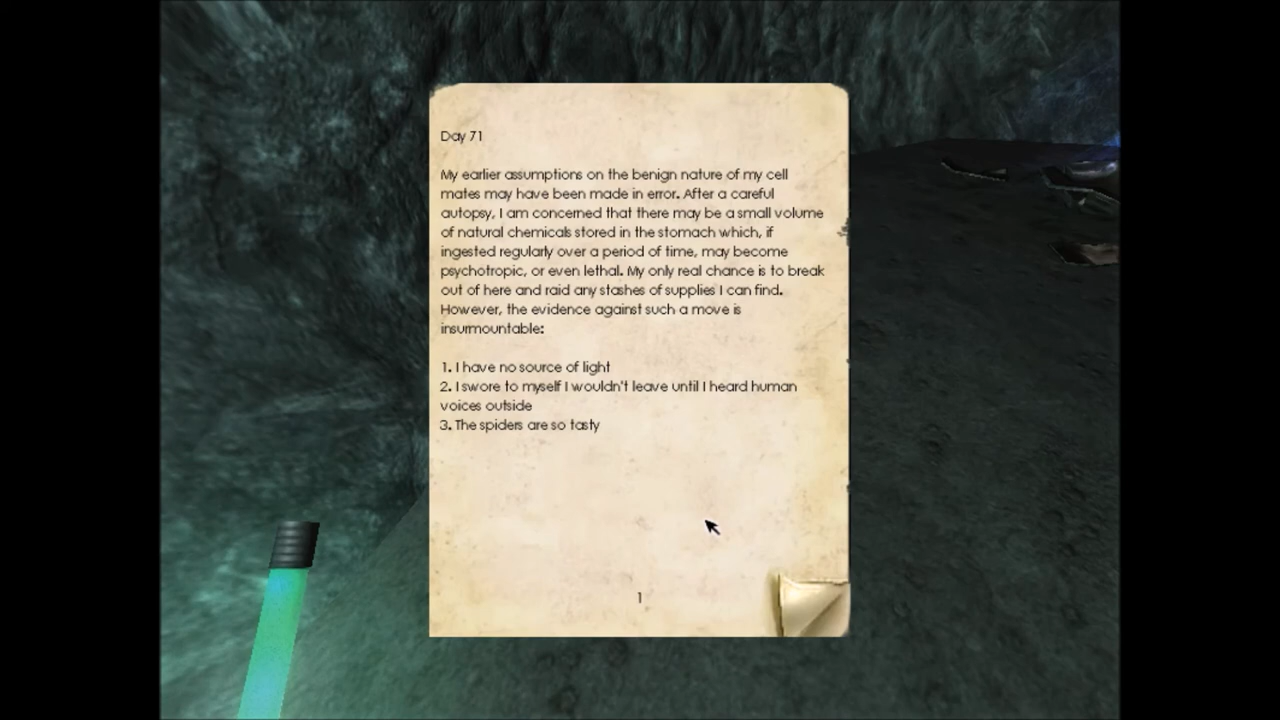 Day 71
My earlier assumptions on the benign nature of my cell
mates may have been made in error. After a careful
autopsy, I am concerned that there may be a small volume
of natural chemicals stored in the stomach which, if
ingested regularly over a period of time, may become
psychotropic, or even lethal. My only real chance is to break
out of here and raid any stashes of supplies I can find.
However, the evidence against such a move is
insurmountable:
1. I have no source of light
2. I swore to myself I wouldn't leave until I heard human
voices outside
3. The spiders are so tasty
1